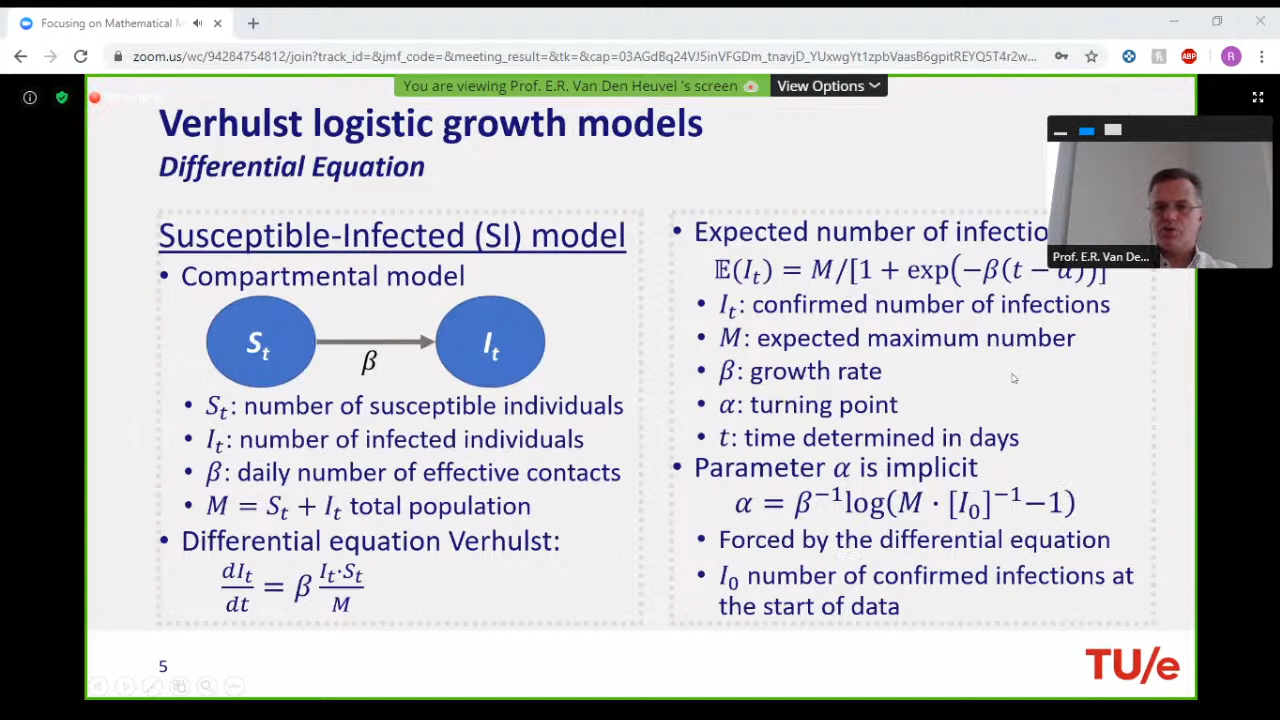 Focusing on Mathematical M
zoom.us/wc/94284754812/join?track_id=&jmf_code=&meeting_result=&tk=&cap=03AGdBq24VJ5inVFGDm_tnavjD_YUxwgYt1zpbVaasB6gpitREYQ5T4r2w...
ABP
R
You are viewing Prof. E.R. Van Den Heuvel 's screen
View Options
Verhulst logistic growth models
Differential Equation
Susceptible-Infected (SI) model
• Compartmental model
S_t
I_t
β
• S_t: number of susceptible individuals
• I_t: number of infected individuals
• β: daily number of effective contacts
• M = S_t + I_t total population
• Differential equation Verhulst:
dI_t/dt = β I_t·S_t/M
• Expected number of infectio
𝔼(I_t) = M/[1 + exp(−β(t − α))]
• I_t: confirmed number of infections
• M: expected maximum number
• β: growth rate
• α: turning point
• t: time determined in days
• Parameter α is implicit
α = β⁻¹log(M · [I₀]⁻¹−1)
• Forced by the differential equation
• I₀ number of confirmed infections at
the start of data
Prof. E.R. Van De...
5
TU/e